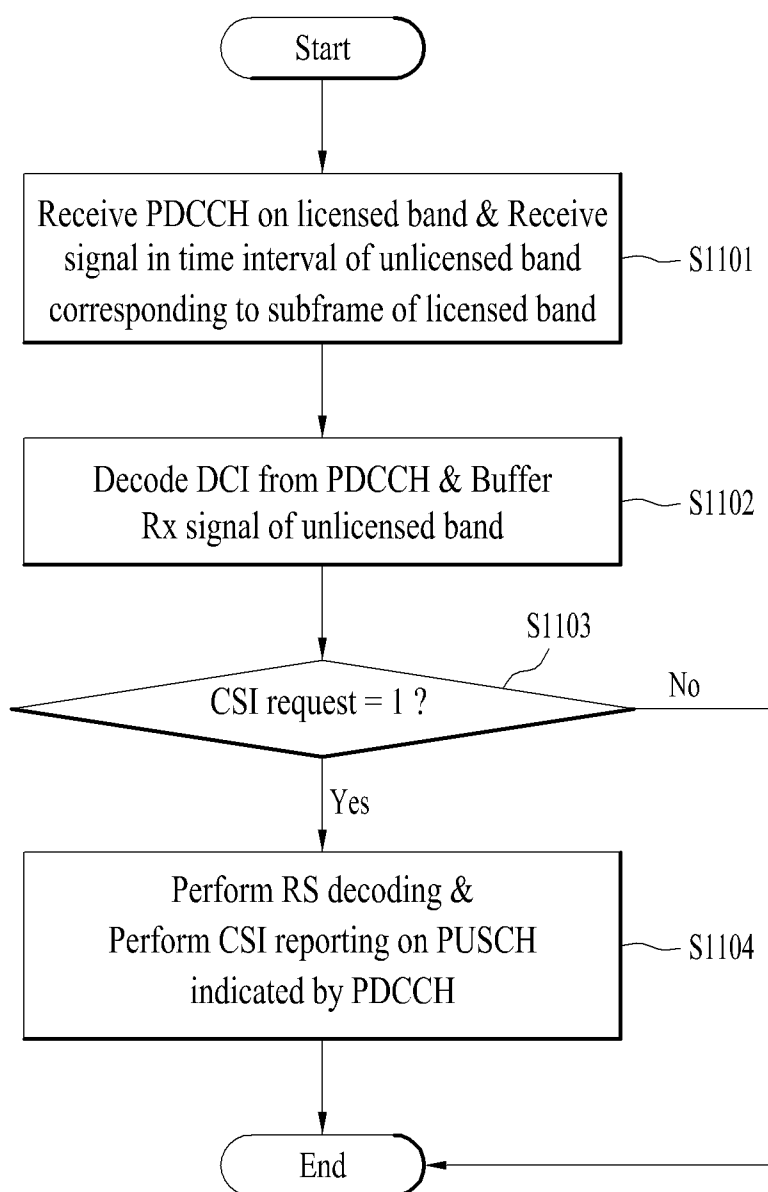 Start
Receive PDCCH on licensed band & Receive
signal in time interval of unlicensed band
corresponding to subframe of licensed band
S1101
Decode DCI from PDCCH & Buffer
Rx signal of unlicensed band
S1102
S1103
CSI request = 1 ?
No
Yes
Perform RS decoding &
Perform CSI reporting on PUSCH
indicated by PDCCH
S1104
End